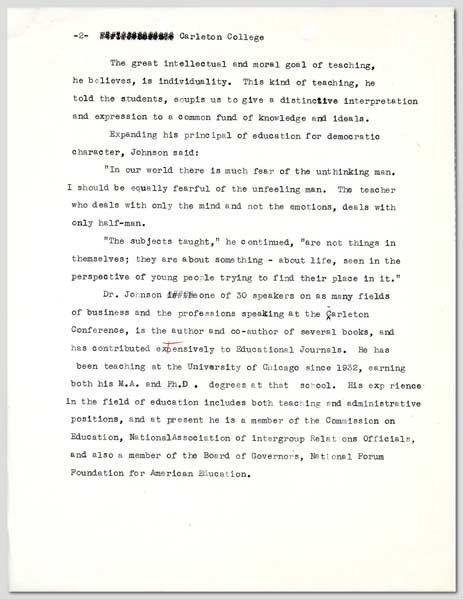 -2- Carleton College
The great intellectual and moral goal of teaching,
he believes, is individuality. This kind of teaching, he
told the students, equips us to give a distinctive interpretation
and expression to a common fund of knowledge and ideals.
Expanding his principal of education for democratic
character, Johnson said:
"In our world there is much fear of the unthinking man.
I should be equally fearful of the unfeeling man. The teacher
who deals with only the mind and not the emotions, deals with
only half-man.
"The subjects taught," he continued, "are not things in
themselves; they are about something - about life, seen in the
perspective of young people trying to find their place in it."
Dr. Johnson one of 30 speakers on as many fields
of business and the professions speaking at the Carleton
Conference, is the author and co-author of several books, and
has contributed extensively to Educational Journals. He has
been teaching at the University of Chicago since 1932, earning
both his M.A. and Ph.D . degrees at that school. His exp rience
in the field of education includes both teaching and administrative
positions, and at present he is a member of the Commission on
Education, NationalAssociation of intergroup Relations Officials,
and also a member of the Board of Governors, National Forum
Foundation for American Education.